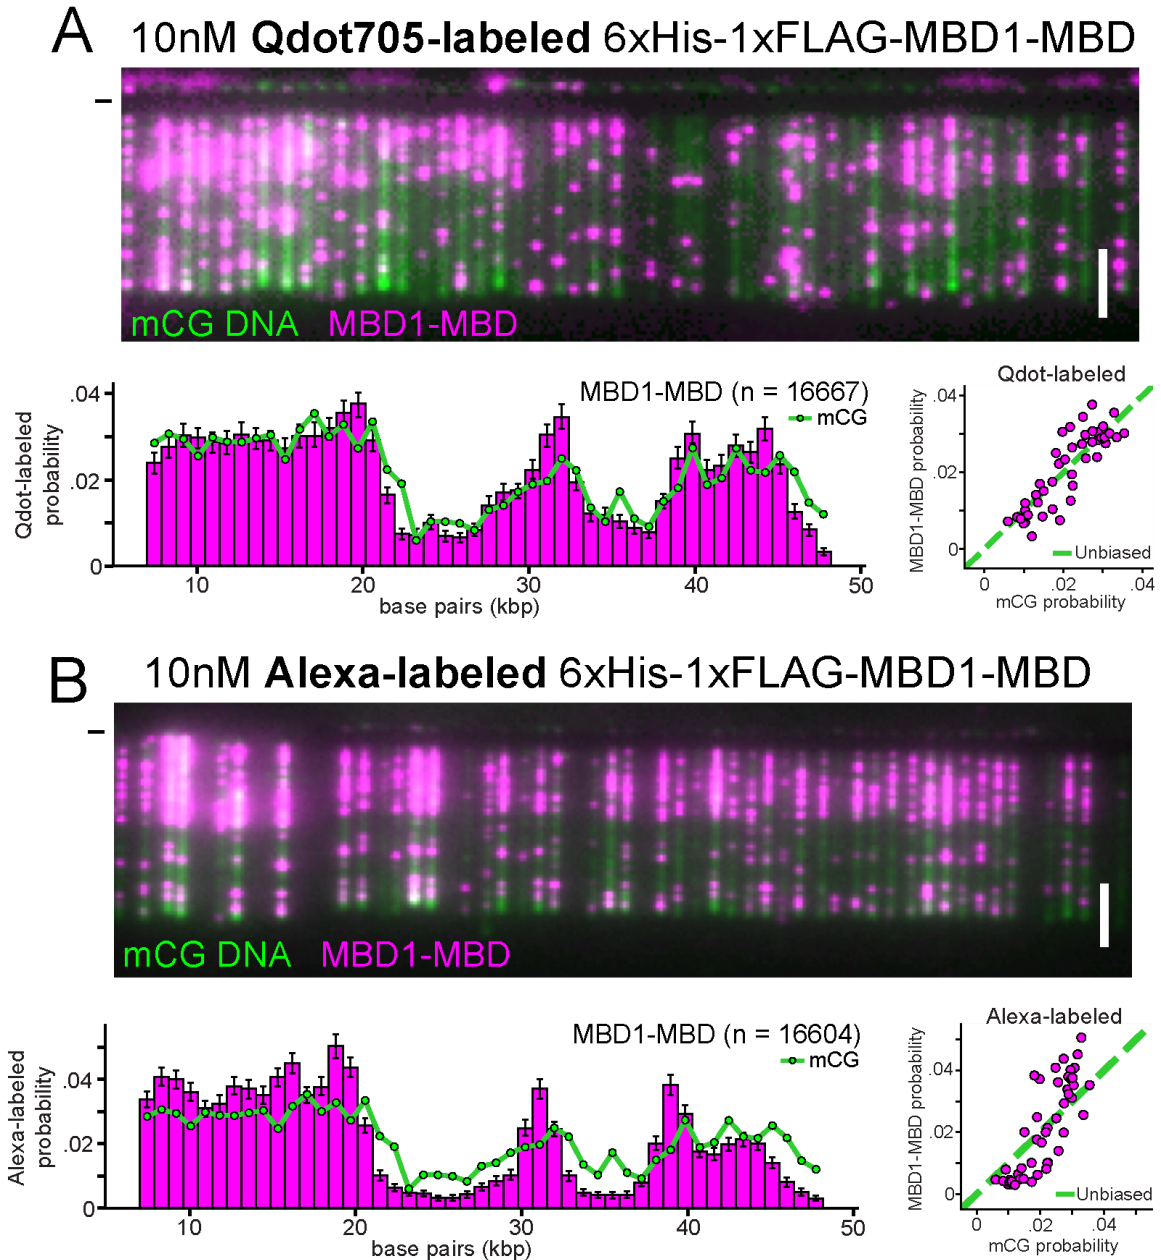 A
10nM Qdot705-labeled 6xHis-1xFLAG-MBD1-MBD
mCG DNA MBD1-MBD
Qdot-labeled
probability
.04
.02
0
MBD1-MBD (n = 16667)
mCG
10
20
30
40
50
base pairs (kbp)
Qdot-labeled
MBD1-MBD probability
.04
.02
0
Unbiased
0
.02
.04
mCG probability
B
10nM Alexa-labeled 6xHis-1xFLAG-MBD1-MBD
mCG DNA MBD1-MBD
Alexa-labeled
probability
.04
.02
0
MBD1-MBD (n = 16604)
mCG
10
20
30
40
50
base pairs (kbp)
Alexa-labeled
MBD1-MBD probability
.04
.02
0
Unbiased
0
.02
.04
mCG probability